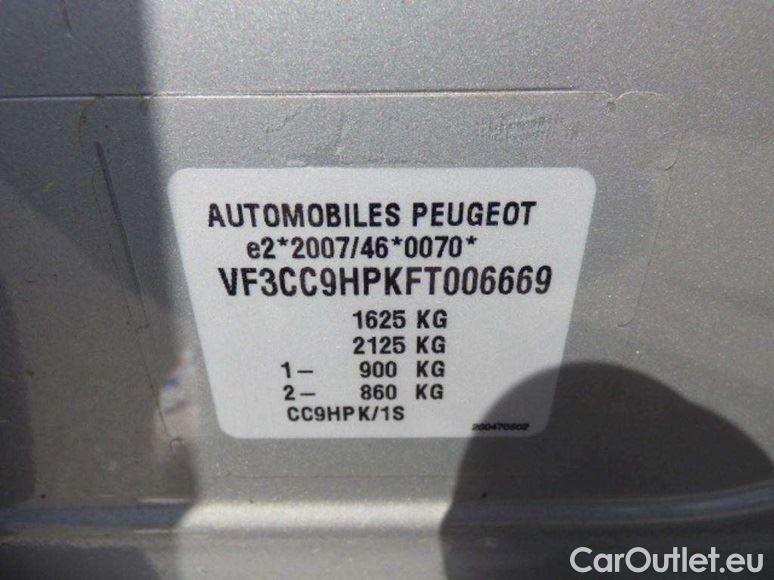 AUTOMOBILES PEUGEOT
e2*2007/46*0070*
VF3CC9HPKFT006669
1625 KG
2125 KG
1- 900 KG
2- 860 KG
CC9HPK/1S
200470502
CarOutlet.eu